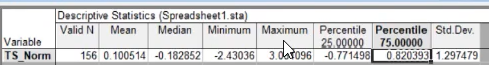 Descriptive Statistics (Spreadsheet1.sta)
Variable Valid N Mean Median Minimum Maximum Percentile 25.00000 Percentile 75.00000 Std.Dev.
TS_Norm 156 0.100514 -0.182852 -2.43036 -0.771498 0.820393 1.297479